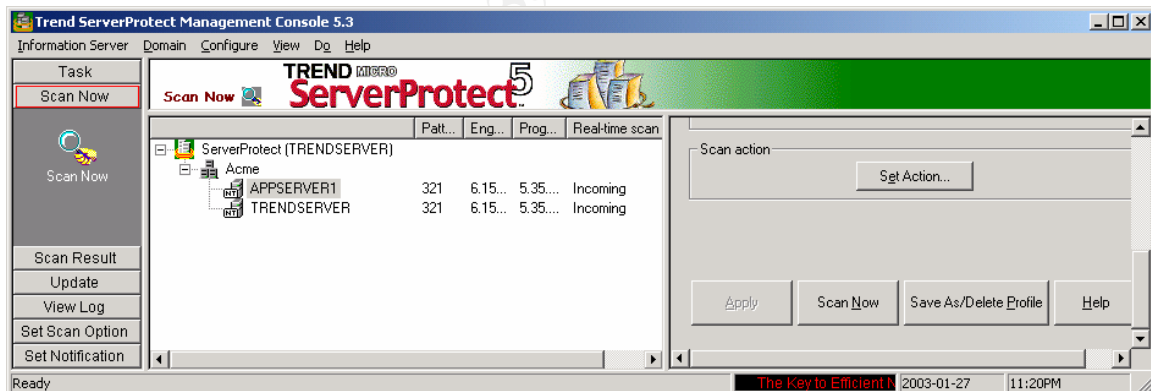 Trend ServerProtect Management Console 5.3
Information Server Domain Configure View Do Help
Task
Scan Now
Scan Now
Scan Result
Update
View Log
Set Scan Option
Set Notification
Scan Now
TREND MICRO
ServerProtect 5
Patt... Eng... Prog... Real-time scan
ServerProtect (TRENDSERVER)
Acme
APPSERVER1 321 6.15... 5.35.... Incoming
TRENDSERVER 321 6.15... 5.35.... Incoming
Scan action
Set Action...
Apply Scan Now Save As/Delete Profile Help
Ready The Key to Efficient N 2003-01-27 11:20PM